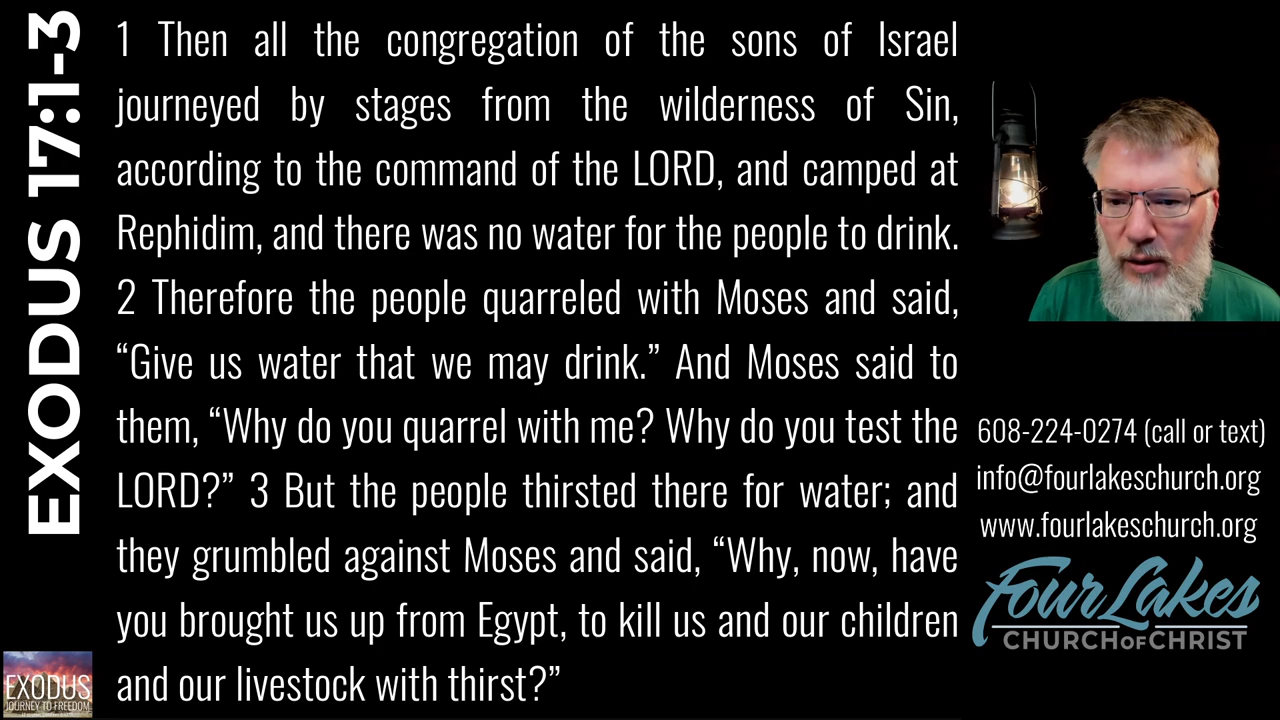 EXODUS 17:1-3
1 Then all the congregation of the sons of Israel
journeyed by stages from the wilderness of Sin,
according to the command of the LORD, and camped at
Rephidim, and there was no water for the people to drink.
2 Therefore the people quarreled with Moses and said,
“Give us water that we may drink.” And Moses said to
them, “Why do you quarrel with me? Why do you test the
LORD?” 3 But the people thirsted there for water; and
they grumbled against Moses and said, “Why, now, have
you brought us up from Egypt, to kill us and our children
and our livestock with thirst?”
608-224-0274 (call or text)
info@fourlakeschurch.org
www.fourlakeschurch.org
Four Lakes
CHURCH OF CHRIST
EXODUS
JOURNEY TO FREEDOM